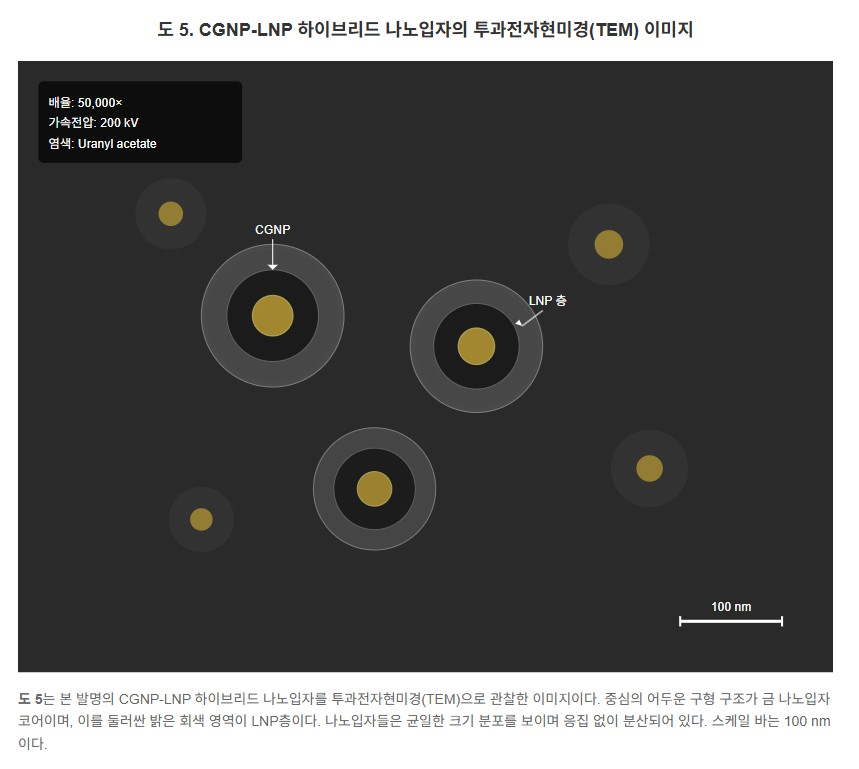 도 5. CGNP-LNP 하이브리드 나노입자의 투과전자현미경(TEM) 이미지
배율: 50,000×
가속전압: 200 kV
염색: Uranyl acetate
CGNP
LNP 층
100 nm
도 5는 본 발명의 CGNP-LNP 하이브리드 나노입자를 투과전자현미경(TEM)으로 관찰한 이미지이다. 중심의 어두운 구형 구조가 금 나노입자
코어이며, 이를 둘러싼 밝은 회색 영역이 LNP층이다. 나노입자들은 균일한 크기 분포를 보이며 응집 없이 분산되어 있다. 스케일 바는 100 nm
이다.